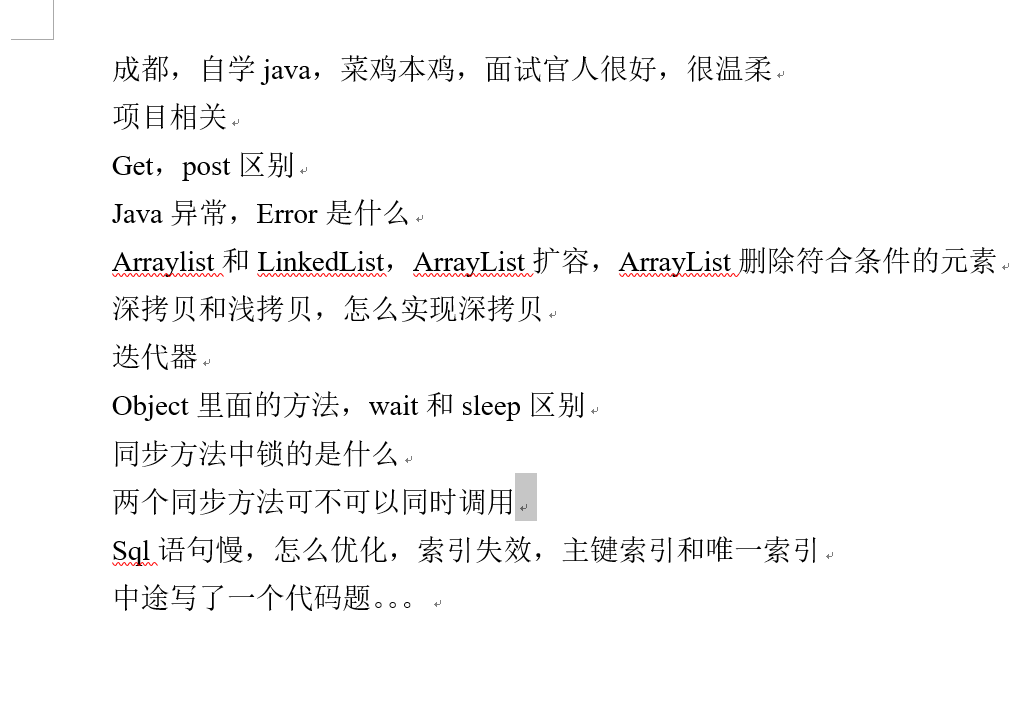 成都，自学 java，菜鸡本鸡，面试官人很好，很温柔
项目相关
Get，post 区别
Java 异常，Error 是什么
Arraylist 和 LinkedList，ArrayList 扩容，ArrayList 删除符合条件的元素
深拷贝和浅拷贝，怎么实现深拷贝
迭代器
Object 里面的方法，wait 和 sleep 区别
同步方法中锁的是什么
两个同步方法可不可以同时调用
Sql 语句慢，怎么优化，索引失效，主键索引和唯一索引
中途写了一个代码题。。。